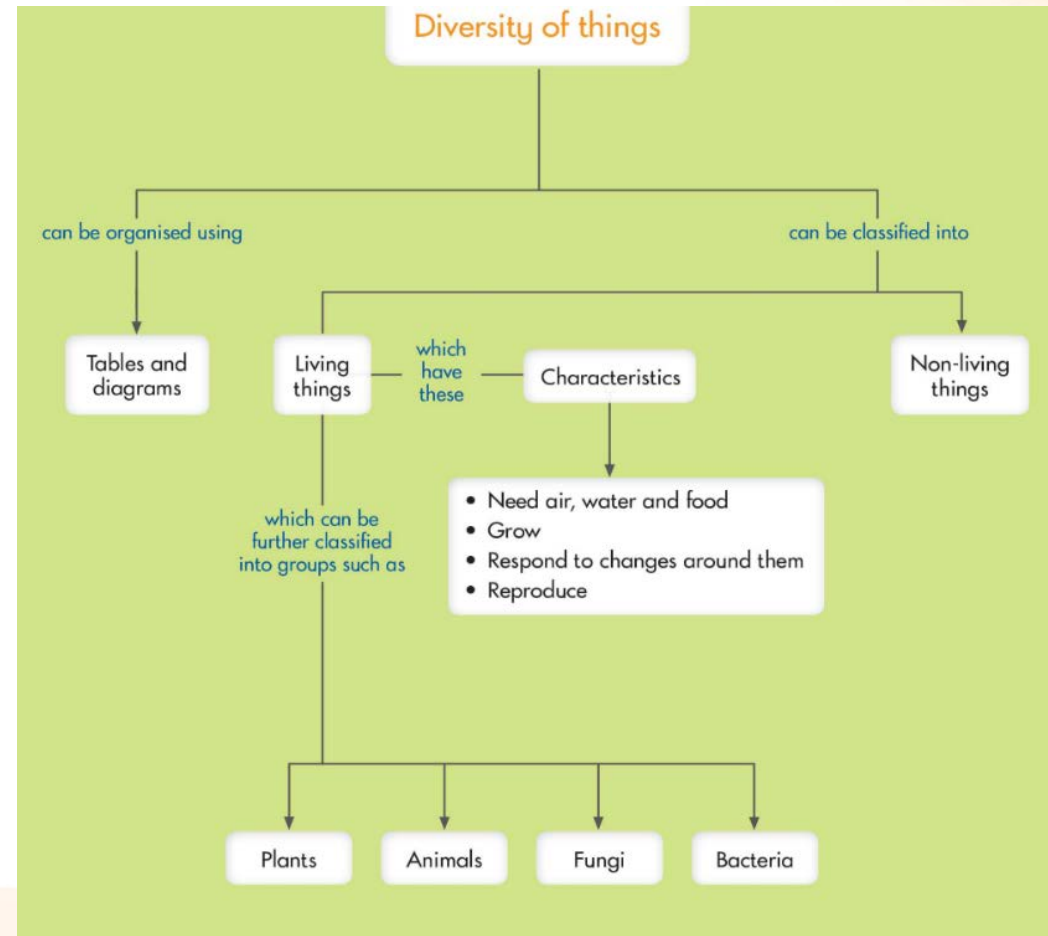 Diversity of things
can be organised using
can be classified into
Tables and
diagrams
Living
things
which
have
these
Characteristics
Non-living
things
• Need air, water and food
• Grow
• Respond to changes around them
• Reproduce
which can be
further classified
into groups such as
Plants
Animals
Fungi
Bacteria